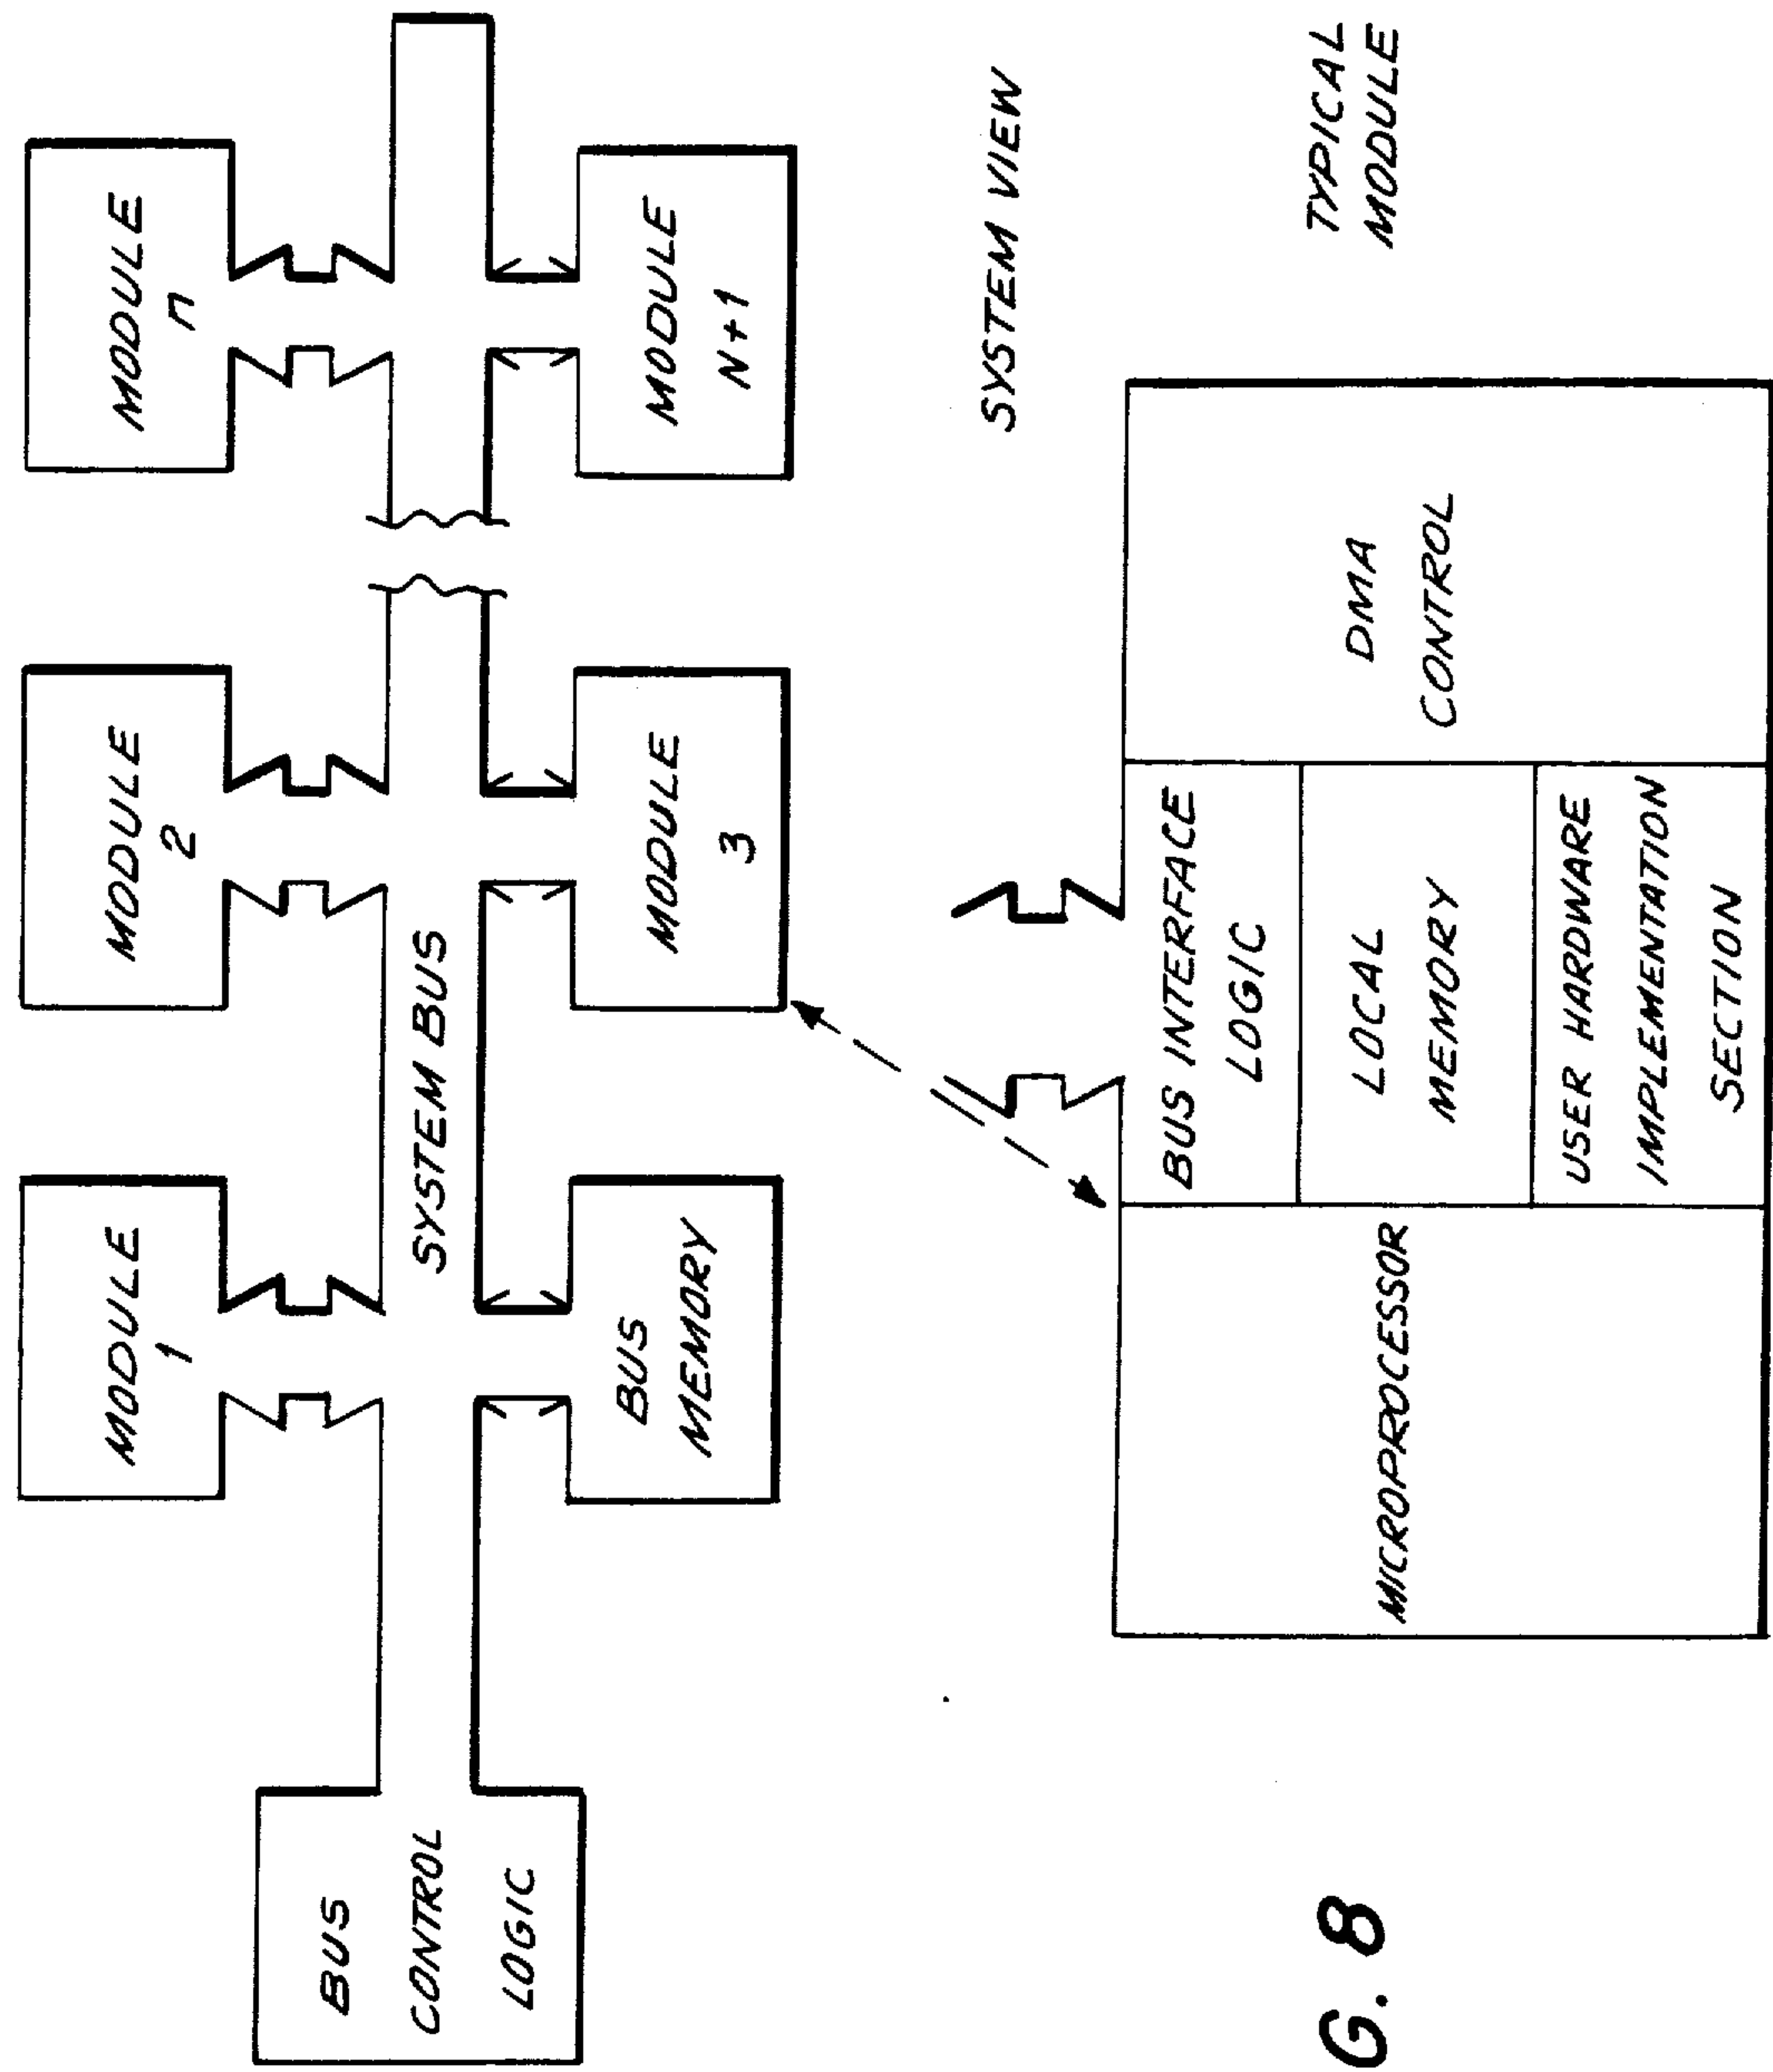 MODULE
1
MODULE
2
MODULE
n
BUS
CONTROL
LOGIC
SYSTEM BUS
BUS
MEMORY
MODULE
3
MODULE
N+1
SYSTEM VIEW
MICROPROCESSOR
BUS INTERFACE
LOGIC
LOCAL
MEMORY
USER HARDWARE
IMPLEMENTATION
SECTION
DMA
CONTROL
TYPICAL
MODULE
G. 8